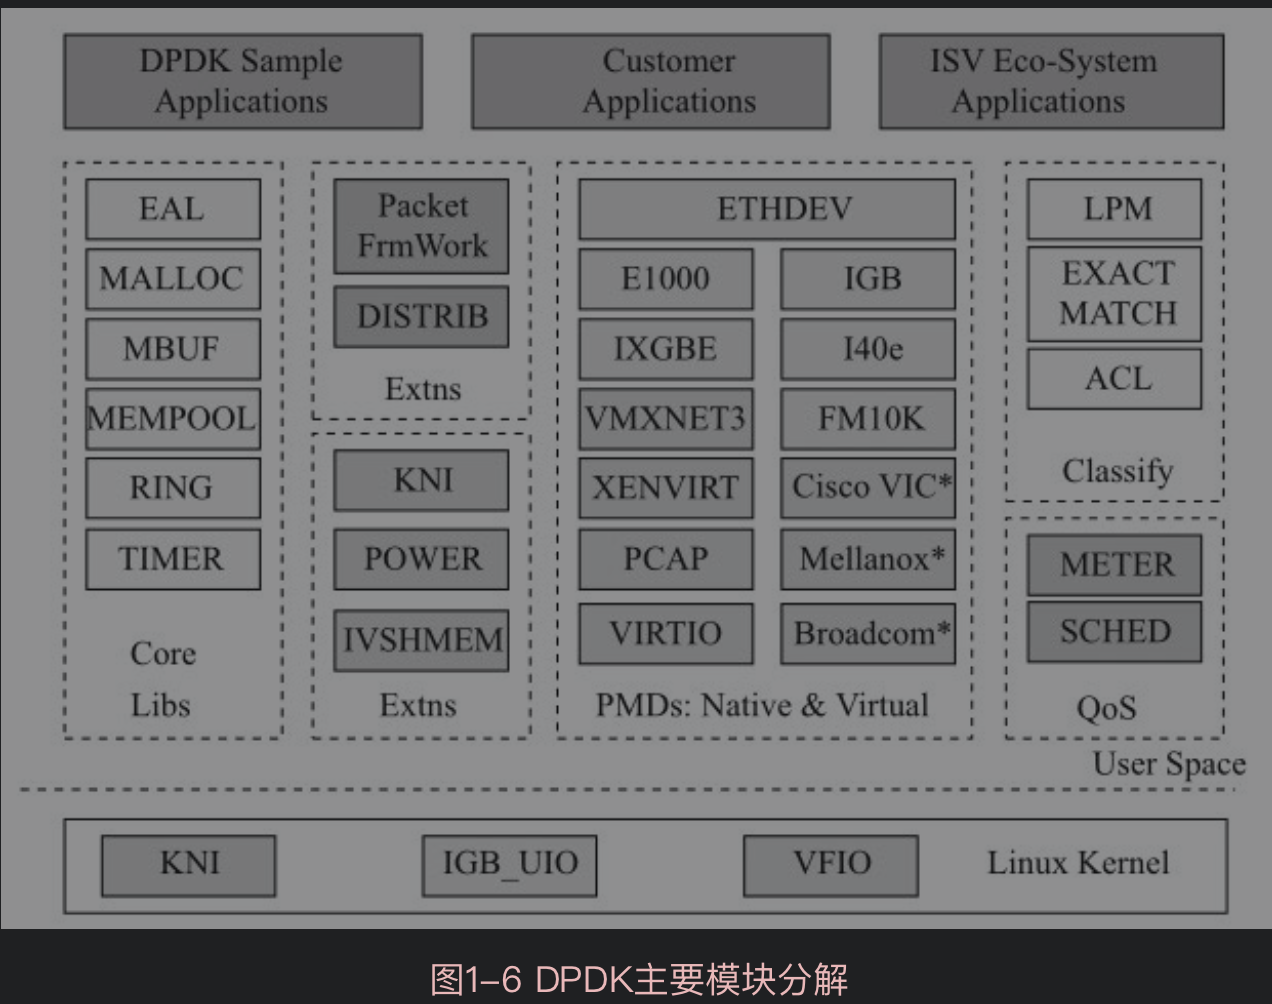 DPDK Sample
Applications
Customer
Applications
ISV Eco-System
Applications
EAL
MALLOC
MBUF
MEMPOOL
RING
TIMER
Core
Libs
Packet
FrmWork
DISTRIB
Extns
KNI
POWER
IVSHMEM
Extns
ETHDEV
E1000
IGB
IXGBE
I40e
VMXNET3
FM10K
XENVIRT
Cisco VIC*
PCAP
Mellanox*
VIRTIO
Broadcom*
PMDs: Native & Virtual
LPM
EXACT
MATCH
ACL
Classify
METER
SCHED
QoS
User Space
KNI
IGB_UIO
VFIO
Linux Kernel
图1-6 DPDK主要模块分解